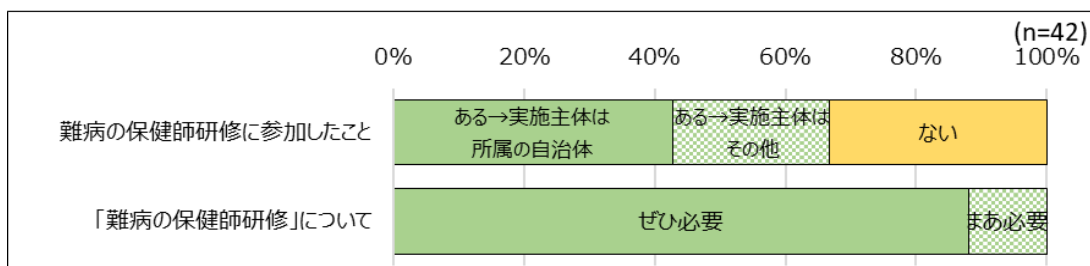 (n=42)
0% 20% 40% 60% 80% 100%
難病の保健師研修に参加したこと
ある→実施主体は
所属の自治体
ある→実施主体は
その他
ない
「難病の保健師研修」について
ぜひ必要
まあ必要